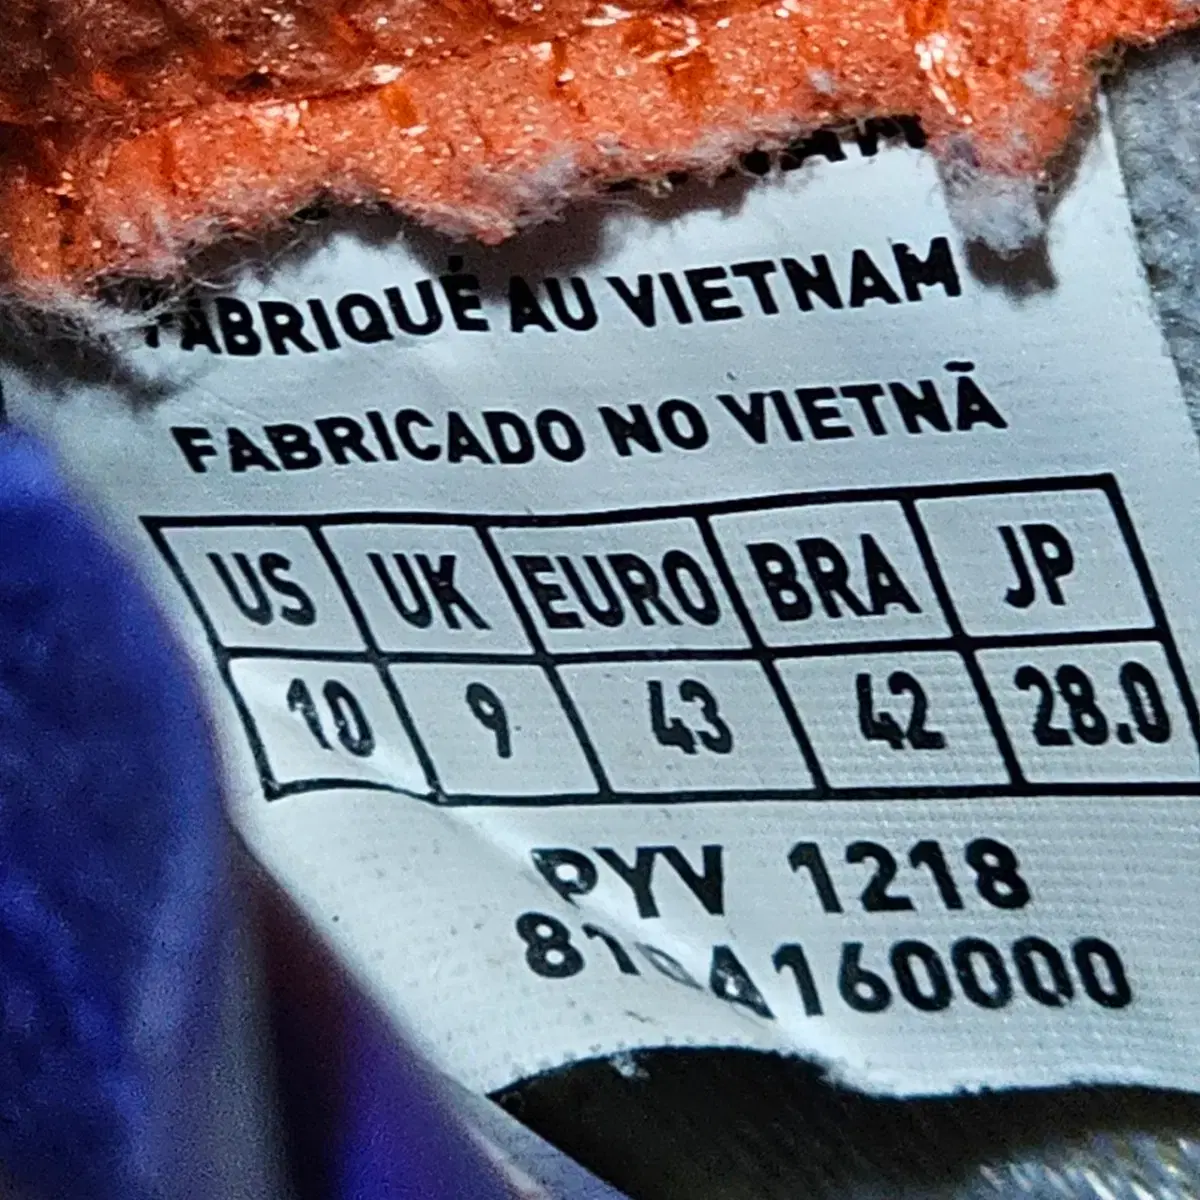 FABRIQUÉ AU VIETNAM
FABRICADO NO VIETNÃ
US UK EURO BRA JP
10 9 43 42 28.0
PYV 1218